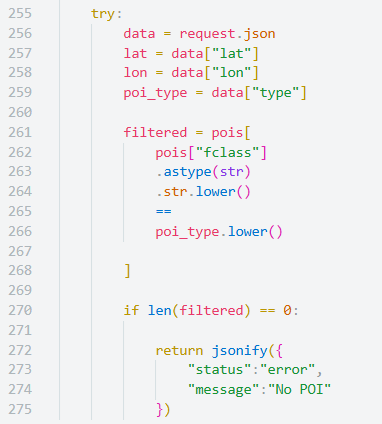 255 try:
256 data = request.json
257 lat = data["lat"]
258 lon = data["lon"]
259 poi_type = data["type"]
260
261 filtered = pois[
262 pois["fclass"]
263 .astype(str)
264 .str.lower()
265 ==
266 poi_type.lower()
267
268 ]
269
270 if len(filtered) == 0:
271
272 return jsonify({
273 "status":"error",
274 "message":"No POI"
275 })